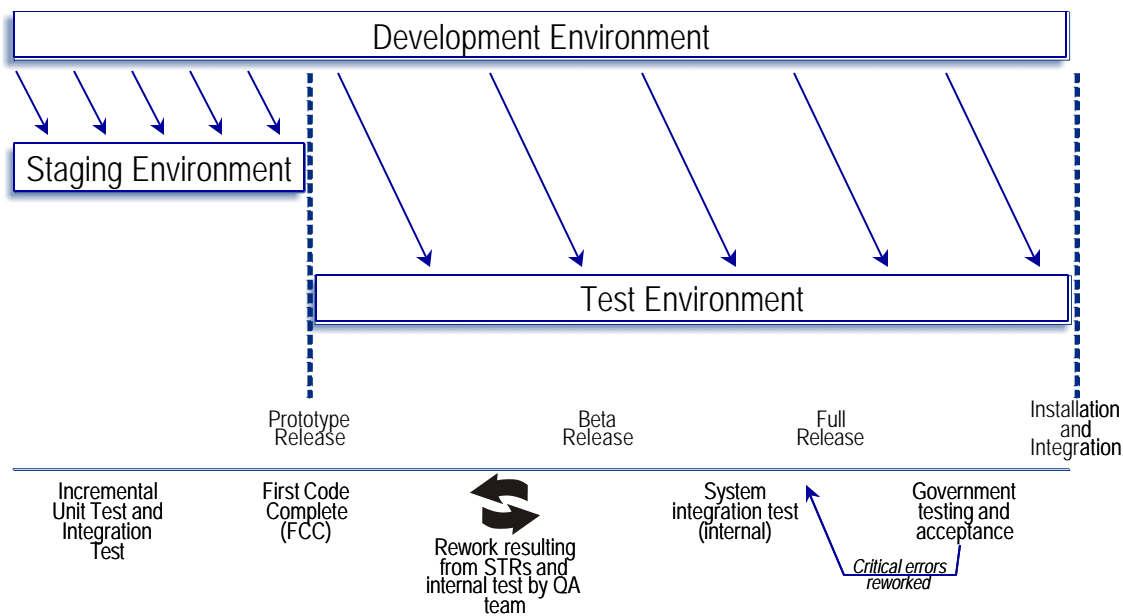 Development Environment
Staging Environment
Test Environment
Prototype
Release
Beta
Release
Full
Release
Installation
and
Integration
Incremental
Unit Test and
Integration
Test
First Code
Complete
(FCC)
Rework resulting
from STRs and
internal test by QA
team
System
integration test
(internal)
Government
testing and
acceptance
Critical errors
reworked